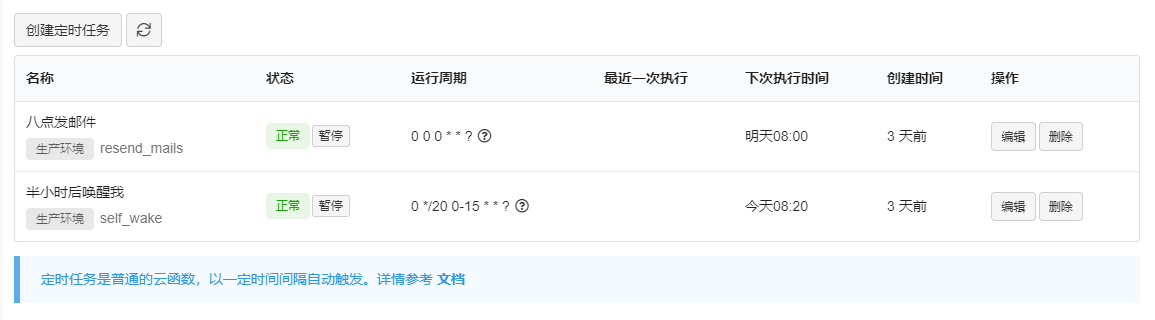 创建定时任务
名称 状态 运行周期 最近一次执行 下次执行时间 创建时间 操作
八点发邮件
生产环境 resend_mails 正常 暂停 0 0 0 * * ? 明天08:00 3 天前 编辑 删除
半小时后唤醒我
生产环境 self_wake 正常 暂停 0 */20 0-15 * * ? 今天08:20 3 天前 编辑 删除
定时任务是普通的云函数，以一定时间间隔自动触发。详情参考 文档